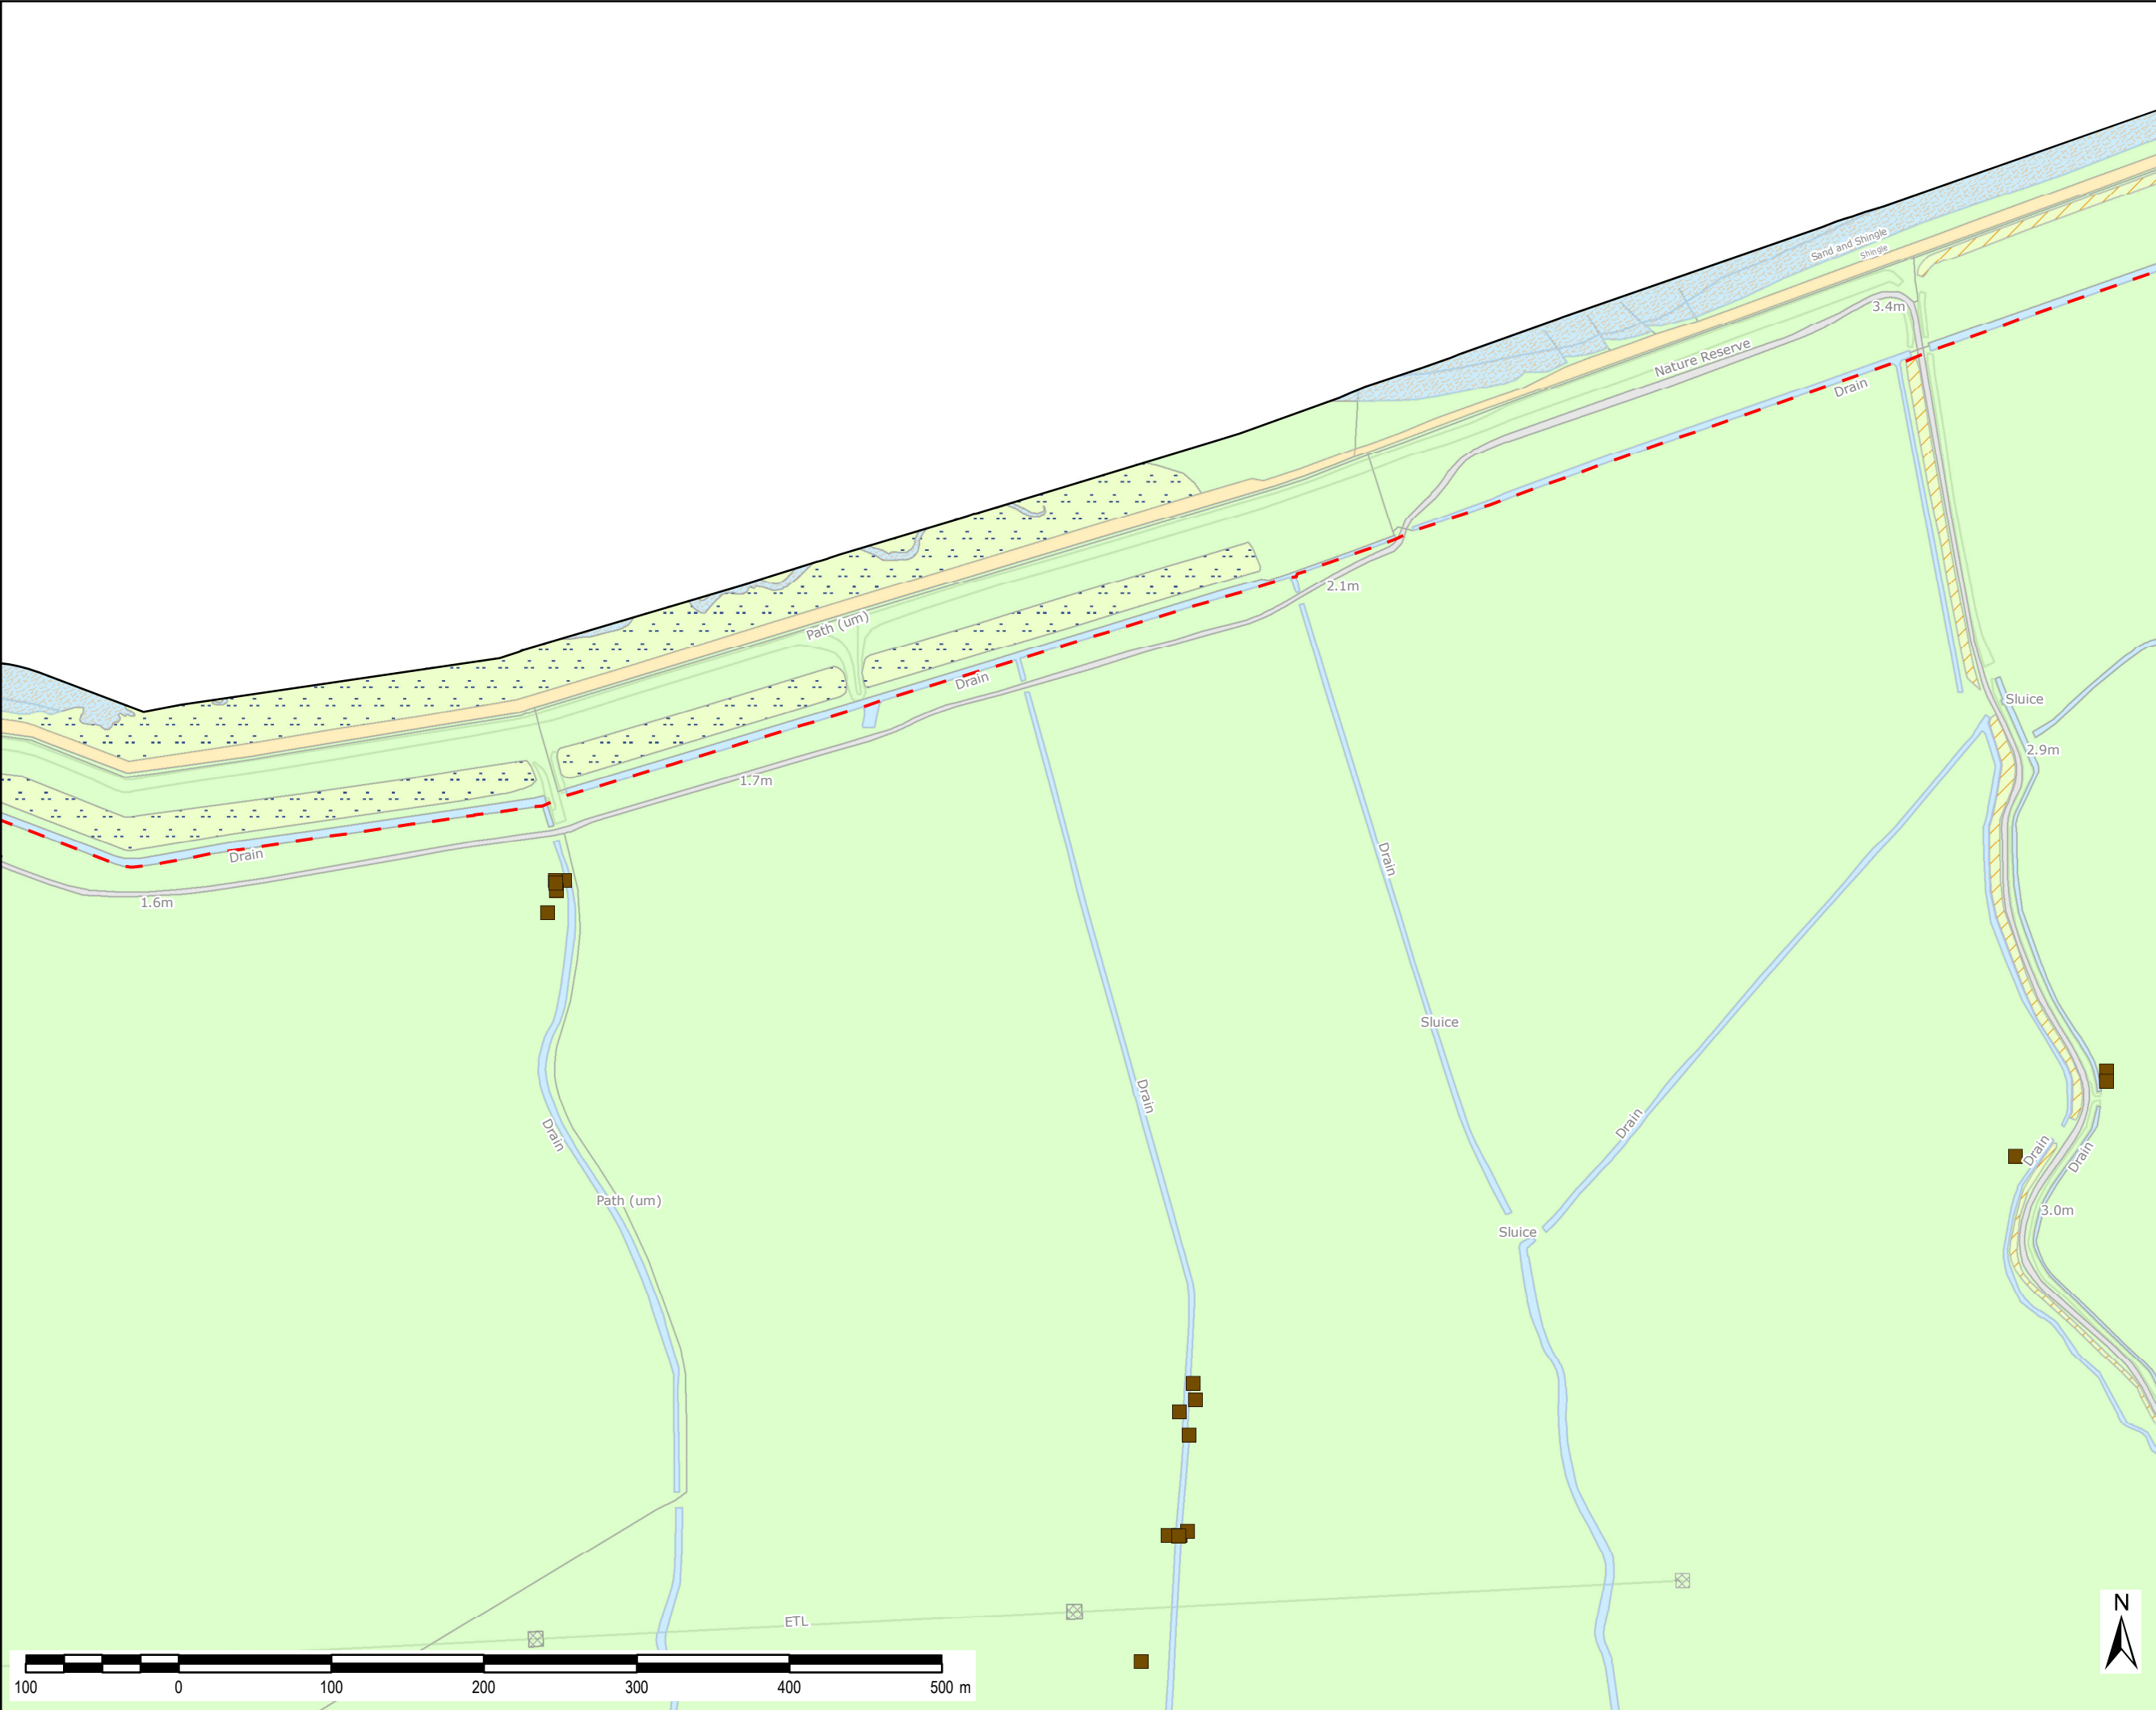 Sand and Shingle
Shingle
3.4m
Nature Reserve
Drain
2.1m
Path (um)
Drain
Sluice
2.9m
1.7m
Drain
1.6m
Drain
Sluice
Drain
Drain
Drain
Drain
Drain
Path (um)
3.0m
Sluice
ETL
N
100 0 100 200 300 400 500 m